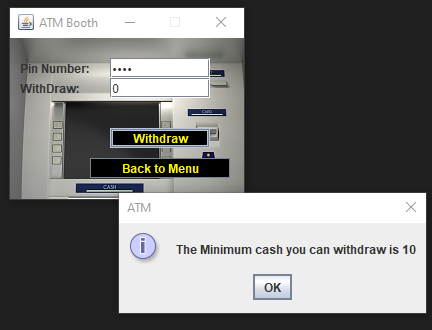 ATM Booth
Pin Number: ••••
WithDraw: 0
CASH
Withdraw
Back to Menu
CASH
ATM
The Minimum cash you can withdraw is 10
OK